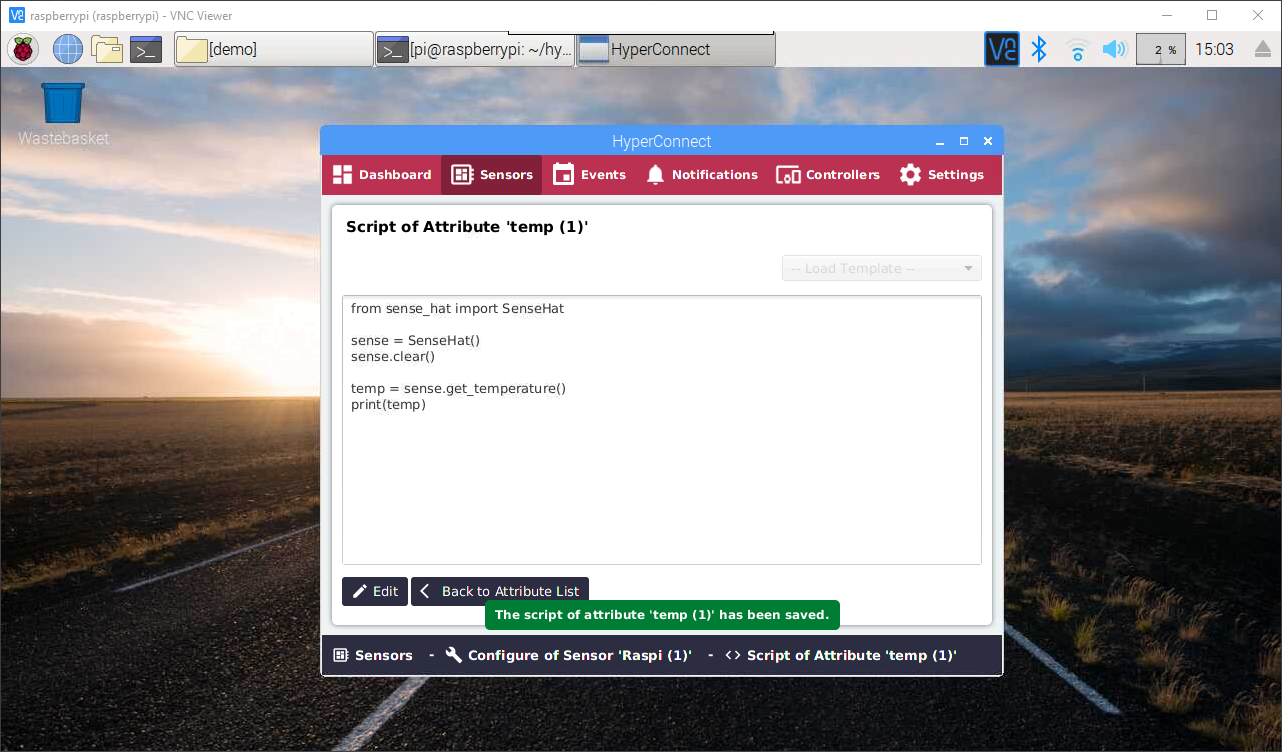 raspberrypi (raspberrypi) - VNC Viewer
[demo]
[pi@raspberrypi: ~/hy...
HyperConnect
2 %
15:03
Wastebasket
HyperConnect
Dashboard
Sensors
Events
Notifications
Controllers
Settings
Script of Attribute 'temp (1)'
-- Load Template --
from sense_hat import SenseHat
sense = SenseHat()
sense.clear()
temp = sense.get_temperature()
print(temp)
Edit
Back to Attribute List
The script of attribute 'temp (1)' has been saved.
Sensors - Configure of Sensor 'Raspi (1)' - <> Script of Attribute 'temp (1)'